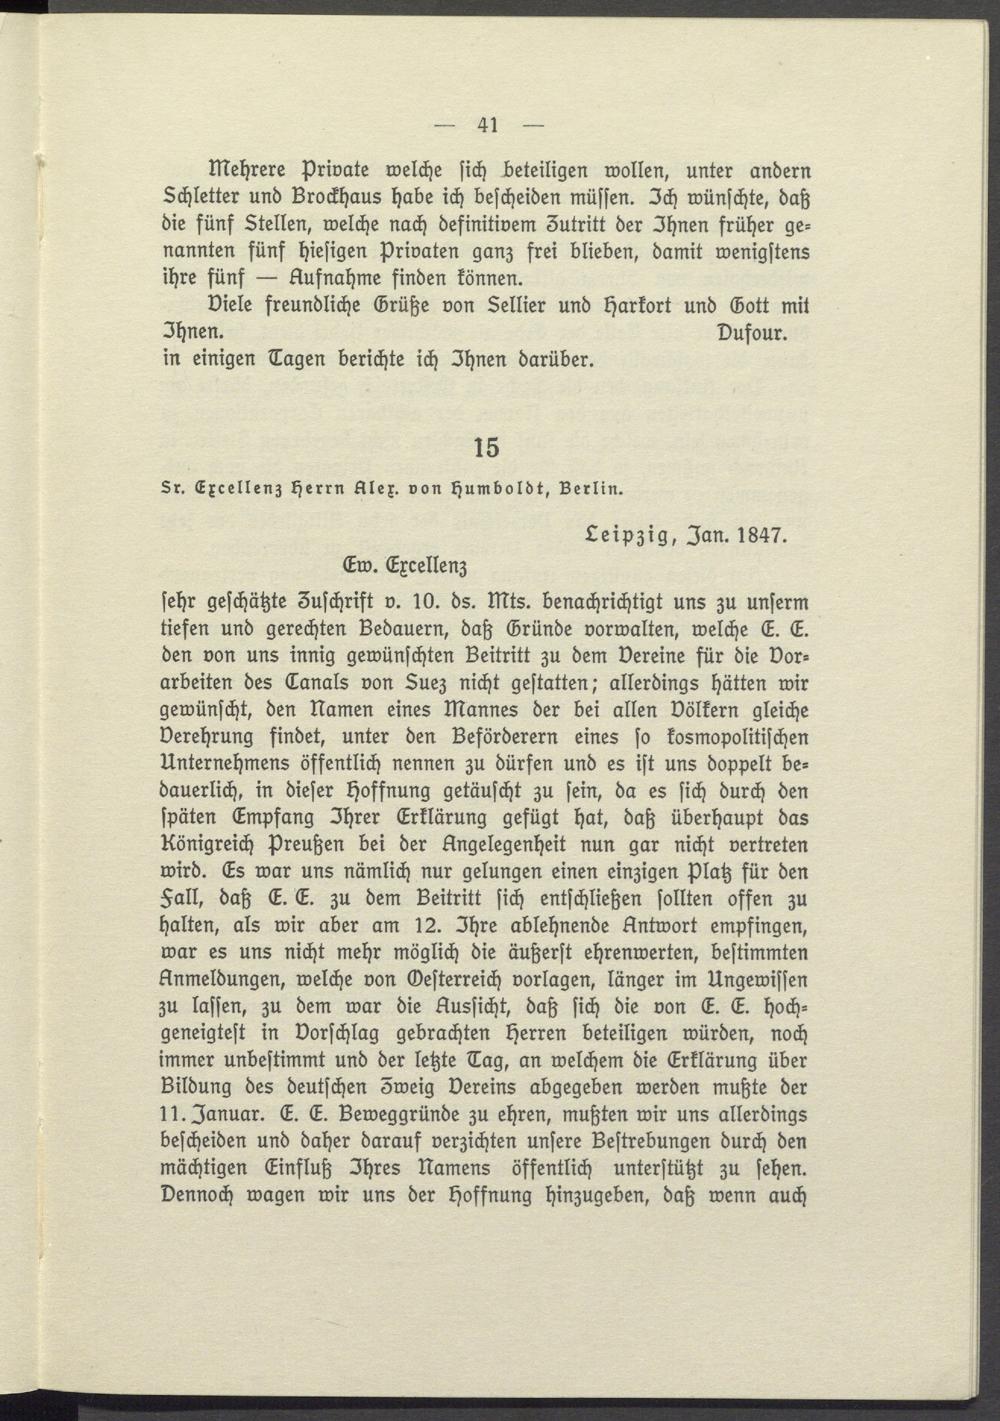 — 41 —
Mehrere Private welche sich beteiligen wollen, unter andern
Schletter und Brockhaus habe ich bescheiden müssen. Ich wünschte, daß
die fünf Stellen, welche nach definitivem Zutritt der Ihnen früher ge-
nannten fünf hiesigen Privaten ganz frei blieben, damit wenigstens
ihre fünf — Aufnahme finden können.
Viele freundliche Grüße von Sellier und Harkort und Gott mit
Ihnen. Dufour.
in einigen Tagen berichte ich Ihnen darüber.
15
Sr. Excellenz Herrn Alex. von Humboldt, Berlin.
Leipzig, Jan. 1847.
Ew. Excellenz
sehr geschätzte Zuschrift v. 10. ds. Mts. benachrichtigt uns zu unserm
tiefen und gerechten Bedauern, daß Gründe vorwalten, welche E. E.
den von uns innig gewünschten Beitritt zu dem Vereine für die Vor-
arbeiten des Canals von Suez nicht gestatten; allerdings hätten wir
gewünscht, den Namen eines Mannes der bei allen Völkern gleiche
Verehrung findet, unter den Beförderern eines so kosmopolitischen
Unternehmens öffentlich nennen zu dürfen und es ist uns doppelt be-
dauerlich, in dieser Hoffnung getäuscht zu sein, da es sich durch den
späten Empfang Ihrer Erklärung gefügt hat, daß überhaupt das
Königreich Preußen bei der Angelegenheit nun gar nicht vertreten
wird. Es war uns nämlich nur gelungen einen einzigen Platz für den
Fall, daß E. E. zu dem Beitritt sich entschließen sollten offen zu
halten, als wir aber am 12. Ihre ablehnende Antwort empfingen,
war es uns nicht mehr möglich die äußerst ehrenwerten, bestimmten
Anmeldungen, welche von Oesterreich vorlagen, länger im Ungewissen
zu lassen, zu dem war die Aussicht, daß sich die von E. E. hoch-
geneigtest in Vorschlag gebrachten Herren beteiligen würden, noch
immer unbestimmt und der letzte Tag, an welchem die Erklärung über
Bildung des deutschen Zweig Vereins abgegeben werden mußte der
11. Januar. E. E. Beweggründe zu ehren, mußten wir uns allerdings
bescheiden und daher darauf verzichten unsere Bestrebungen durch den
mächtigen Einfluß Ihres Namens öffentlich unterstützt zu sehen.
Dennoch wagen wir uns der Hoffnung hinzugeben, daß wenn auch